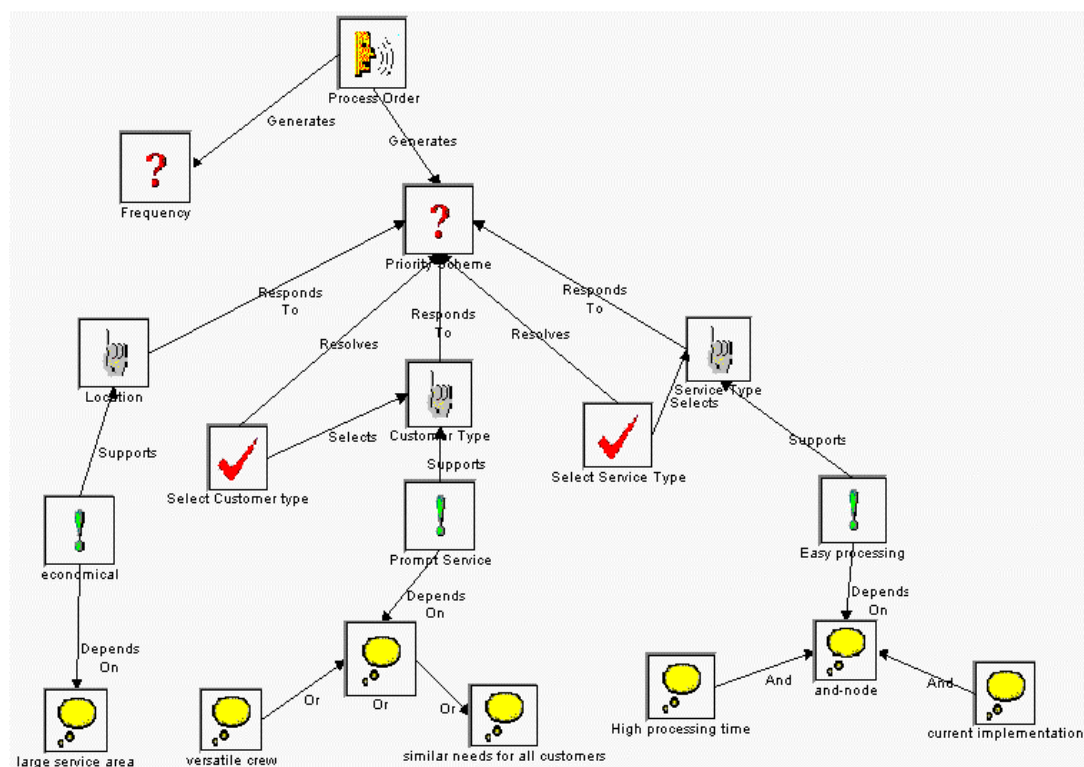 Process Order
Generates
Generates
Frequency
Priority Scheme
Responds
To
Responds
To
Responds
To
Resolves
Resolves
Location
Service Type
Selects
Customer Type
Selects
Supports
Supports
Supports
Select Customer type
Select Service Type
economical
Prompt Service
Easy processing
Depends
On
Depends
On
Depends
On
and-node
And
And
Or
Or
Or
High processing time
current implementation
large service area
versatile crew
similar needs for all customers